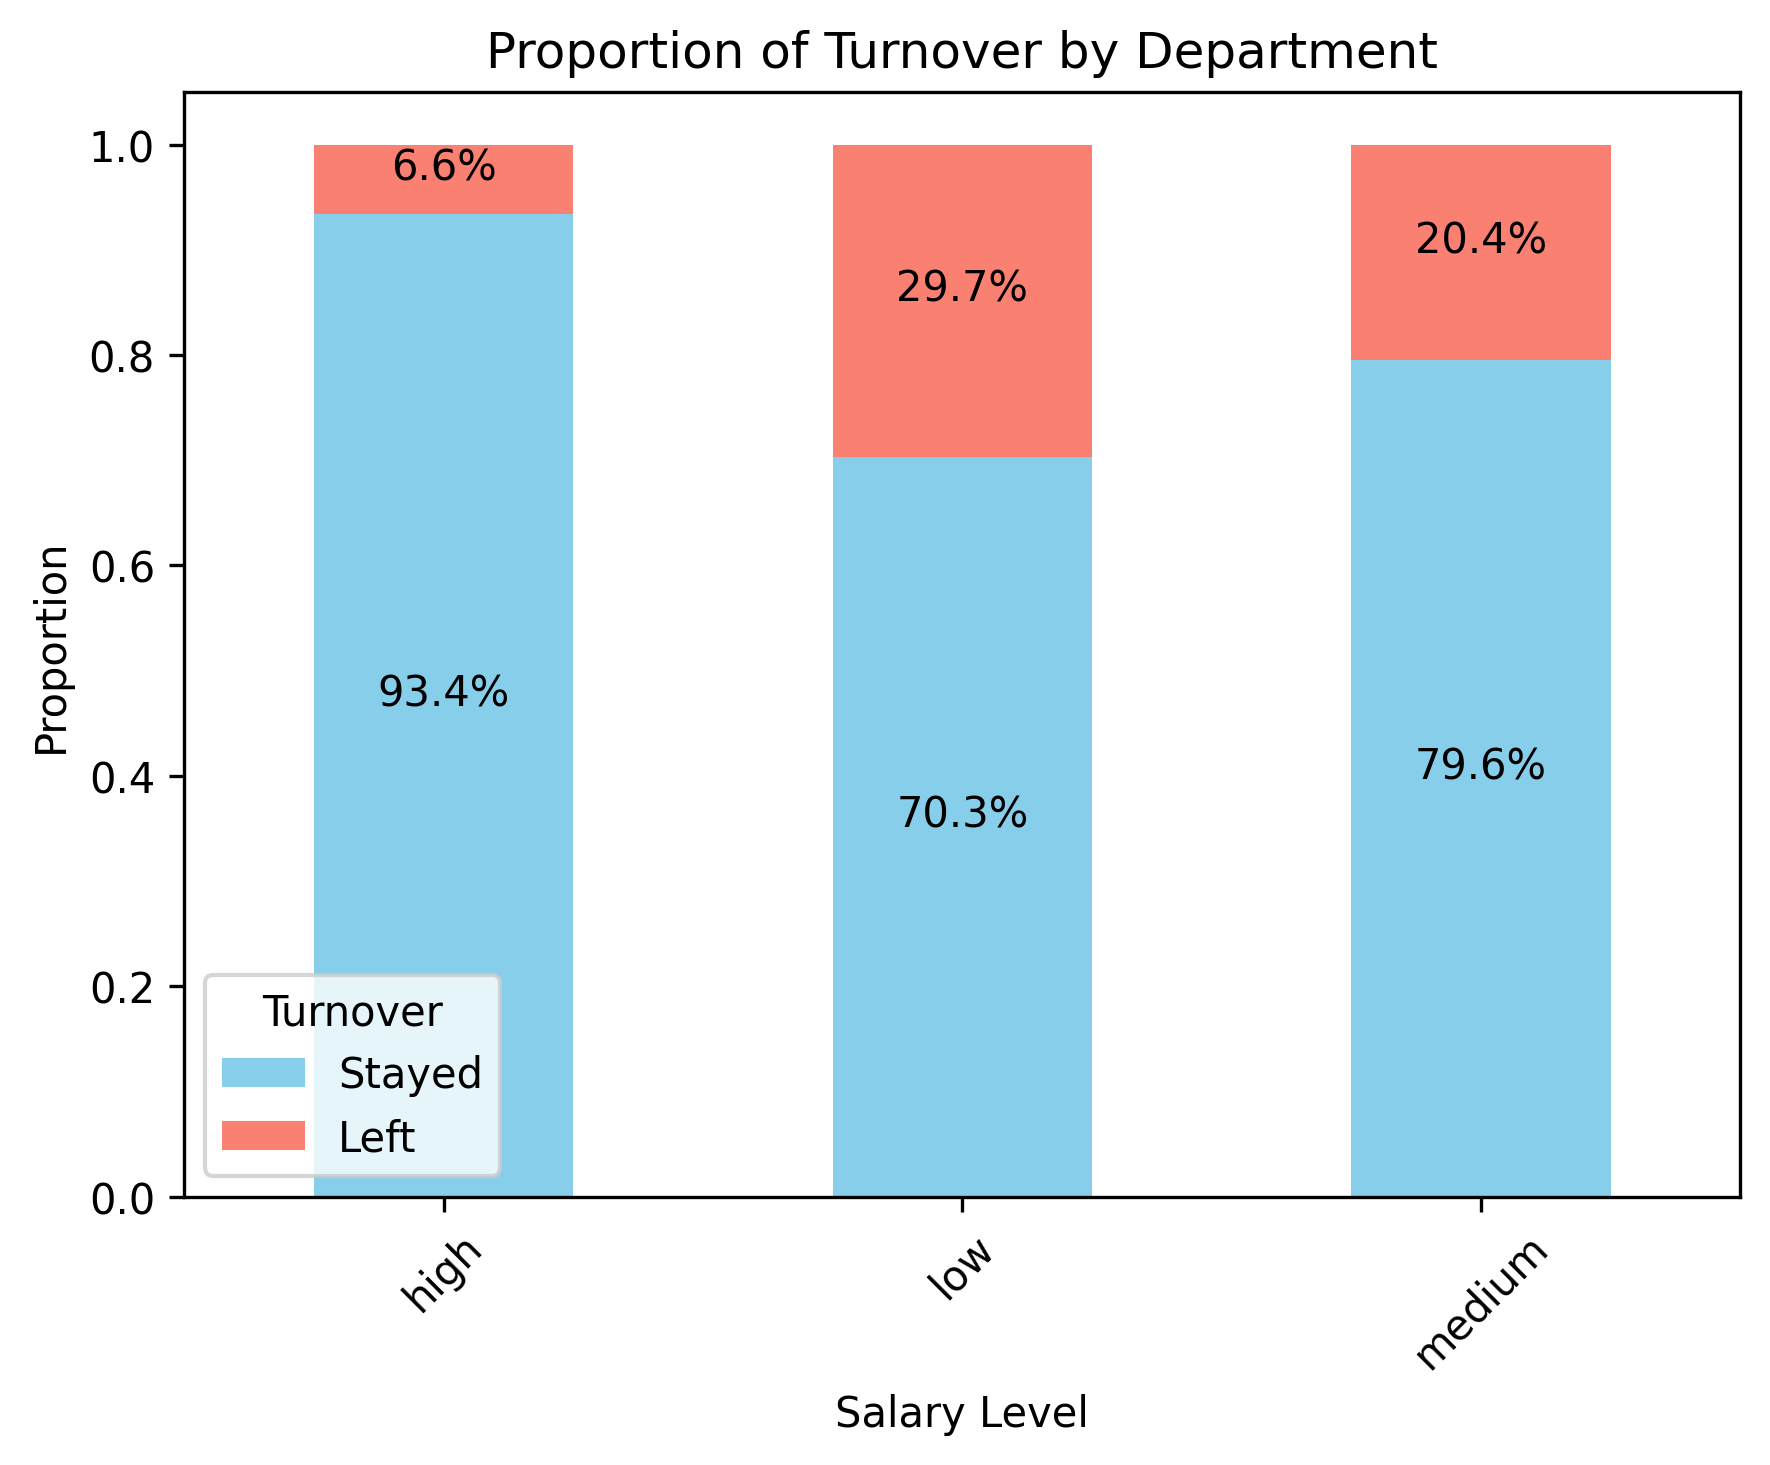 Proportion of Turnover by Department
Proportion
1.0
0.8
0.6
0.4
0.2
0.0
6.6%
93.4%
29.7%
70.3%
20.4%
79.6%
Turnover
Stayed
Left
high
low
medium
Salary Level